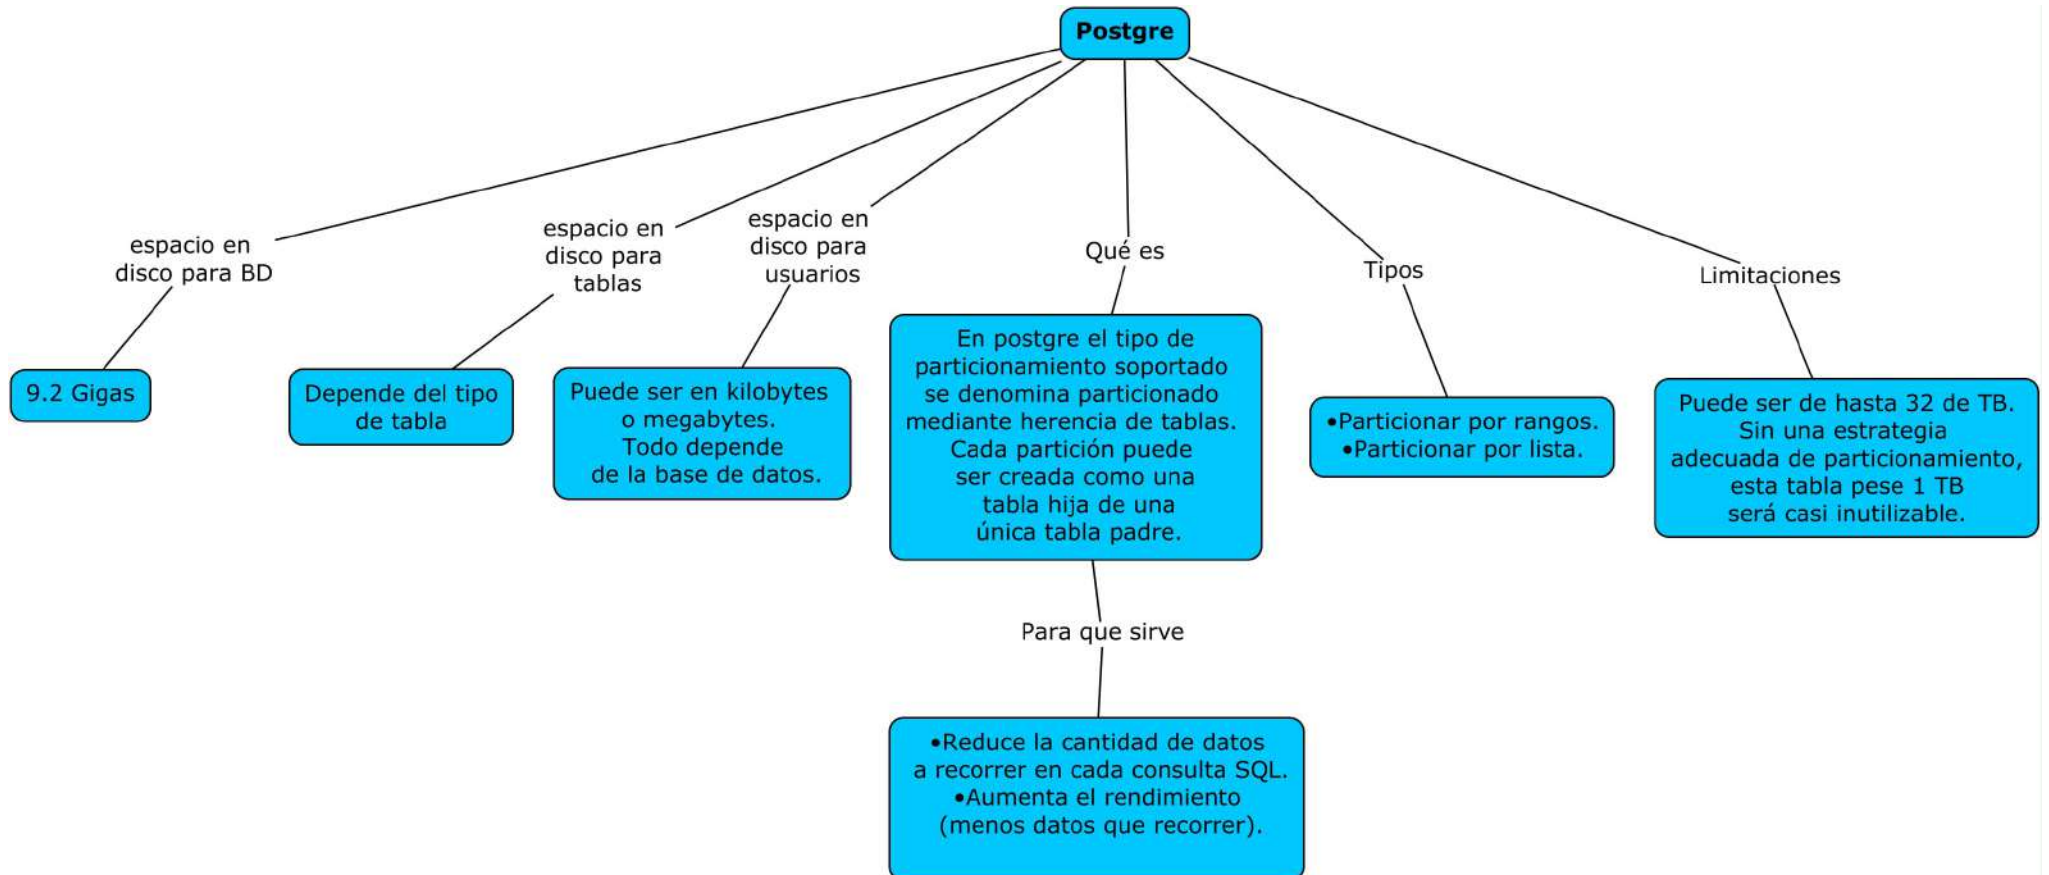 Postgre
espacio en
disco para BD
9.2 Gigas
espacio en
disco para
tablas
Depende del tipo
de tabla
espacio en
disco para
usuarios
Puede ser en kilobytes
o megabytes.
Todo depende
de la base de datos.
Qué es
En postgre el tipo de
particionamiento soportado
se denomina particionado
mediante herencia de tablas.
Cada partición puede
ser creada como una
tabla hija de una
única tabla padre.
Para que sirve
•Reduce la cantidad de datos
a recorrer en cada consulta SQL.
•Aumenta el rendimiento
(menos datos que recorrer).
Tipos
•Particionar por rangos.
•Particionar por lista.
Limitaciones
Puede ser de hasta 32 de TB.
Sin una estrategia
adecuada de particionamiento,
esta tabla pese 1 TB
será casi inutilizable.